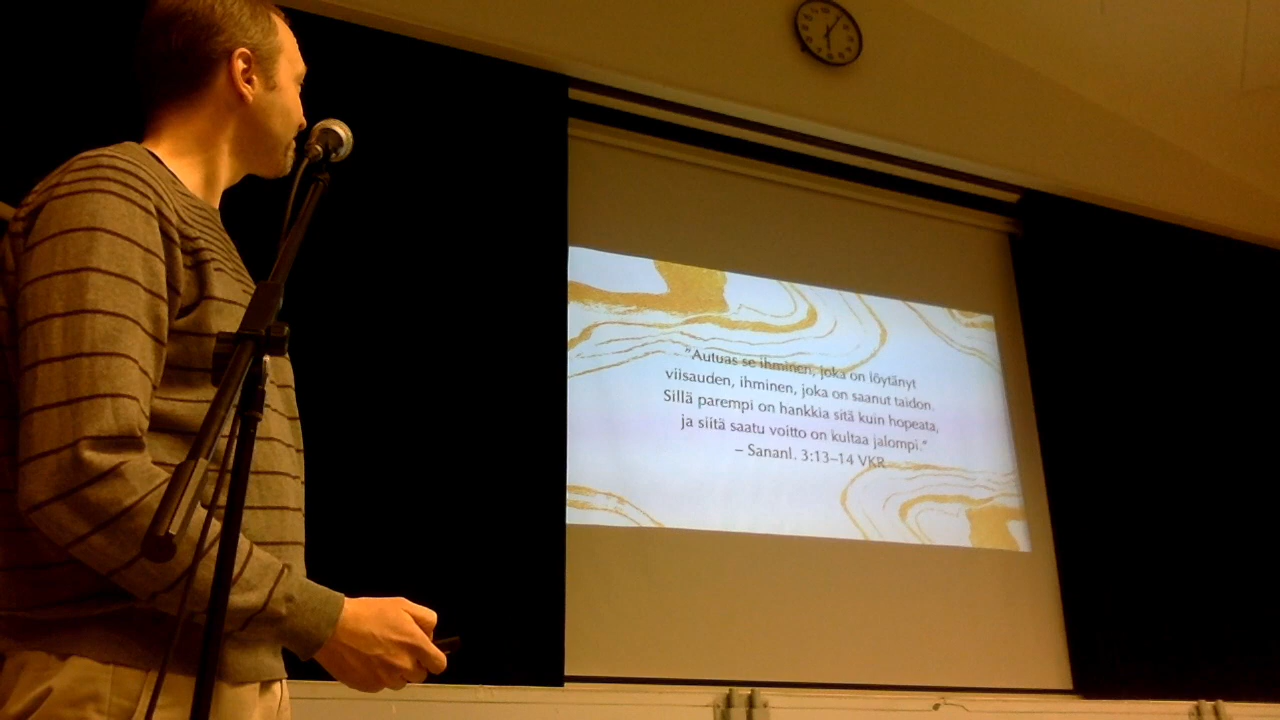 "Autuas se ihminen, joka on löytänyt
viisauden, ihminen, joka on saanut taidon.
Sillä parempi on hankkia sitä kuin hopeata,
ja siitä saatu voitto on kultaa jalompi."
– Sananl. 3:13–14 VKR